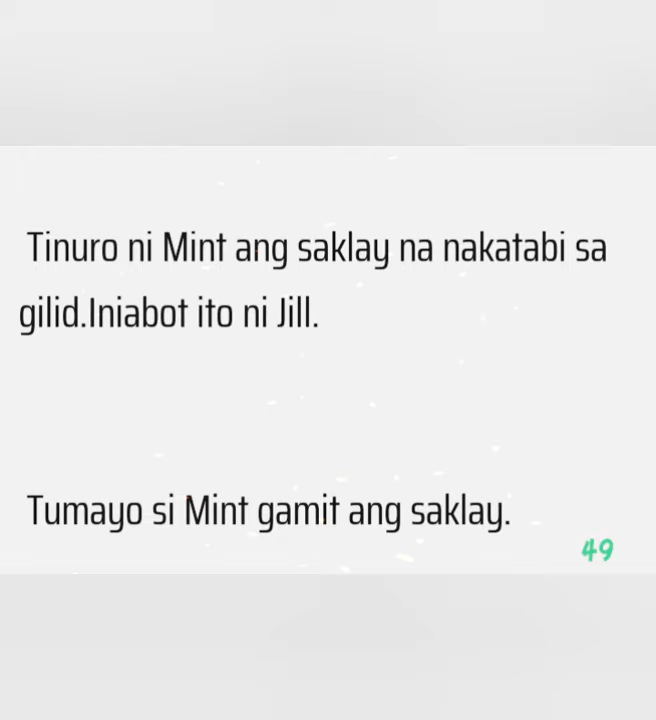 Tinuro ni Mint ang saklay na nakatabi sa
gilid.Iniabot ito ni Jill.
Tumayo si Mint gamit ang saklay.
49